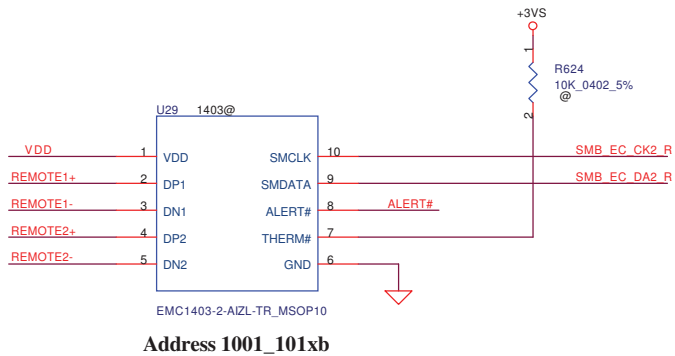 +3VS
1
R624
10K_0402_5%
@
2
U29 1403@
VDD 1 VDD SMCLK 10 SMB_EC_CK2_R
REMOTE1+ 2 DP1 SMDATA 9 SMB_EC_DA2_R
REMOTE1- 3 DN1 ALERT# 8 ALERT#
REMOTE2+ 4 DP2 THERM# 7
REMOTE2- 5 DN2 GND 6
EMC1403-2-AIZL-TR_MSOP10
Address 1001_101xb